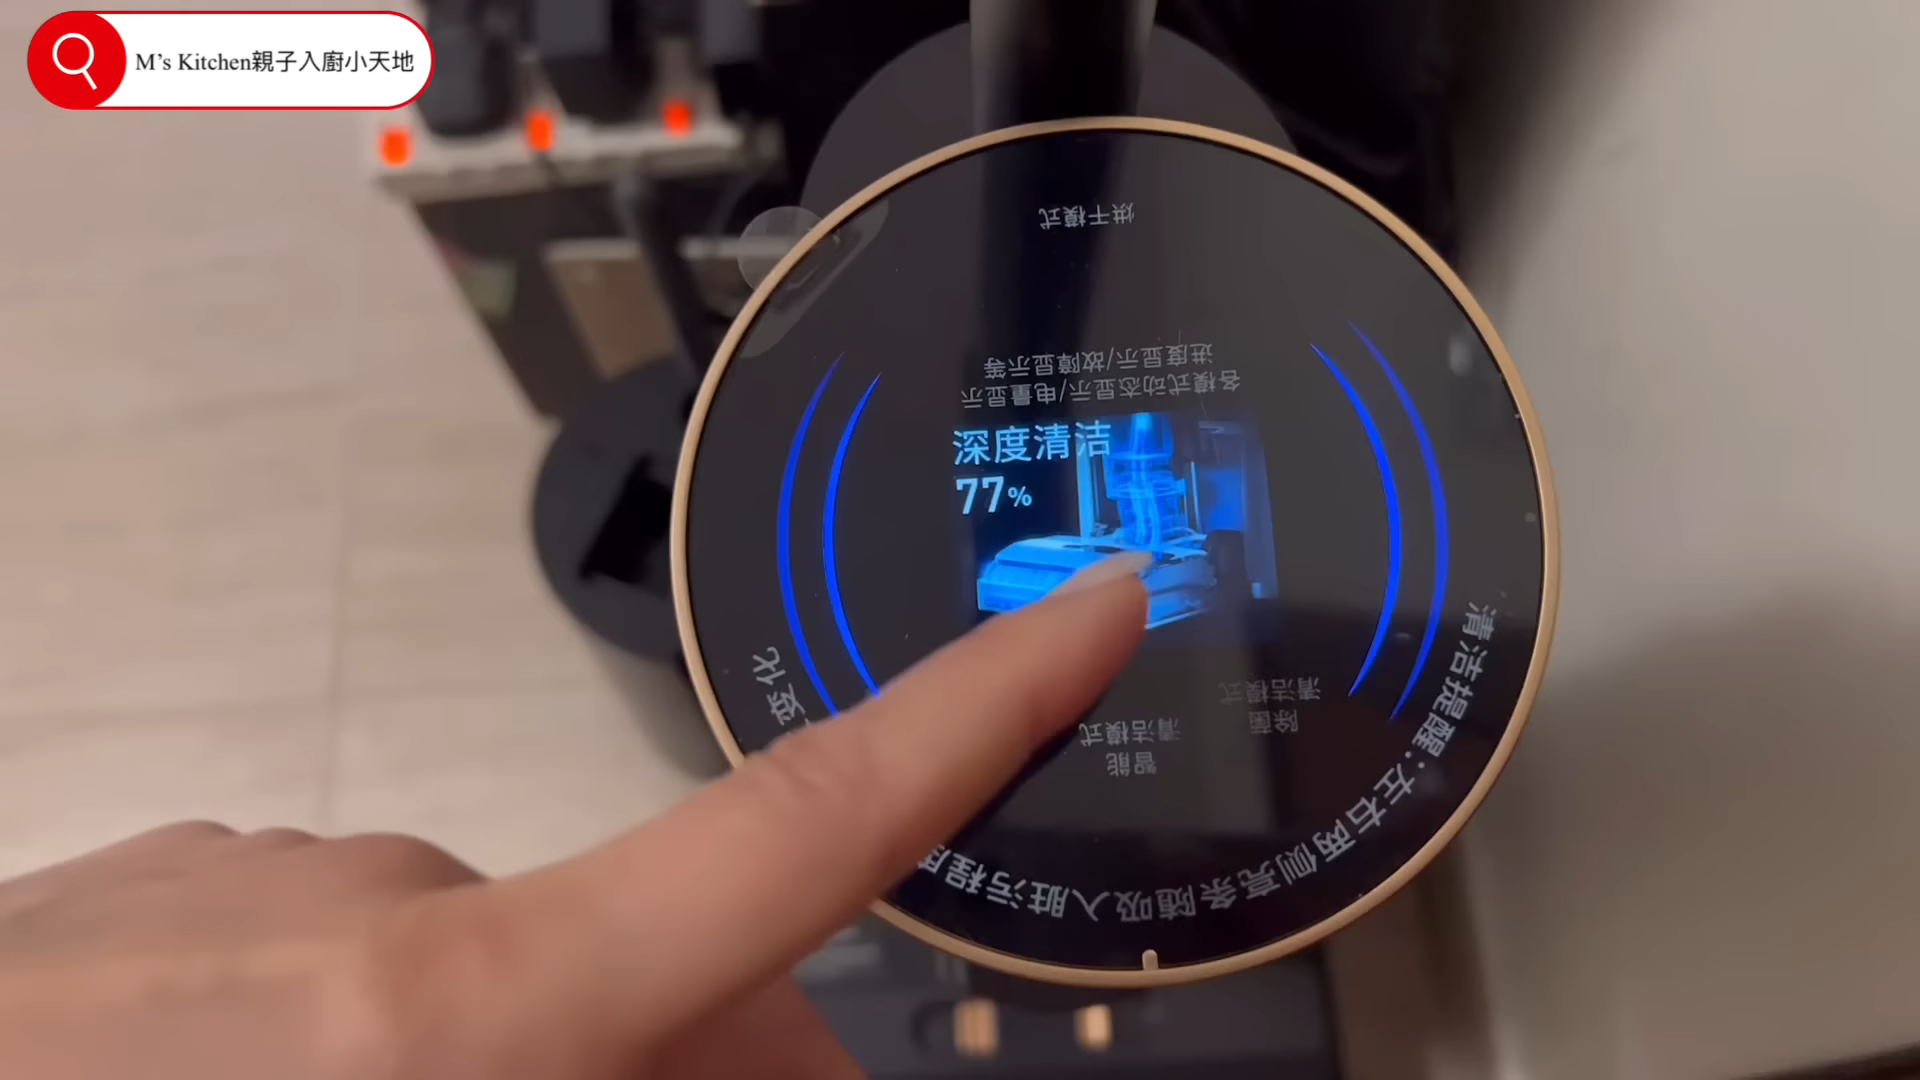 M’s Kitchen親子入廚小天地
烘干模式
进度显示/故障显示等
各模式动态显示/电量显示
深度清洁
77%
清洁模式
除菌
清洁模式
智能
清洁提醒:左右两侧亮条随吸入脏污程度
变化